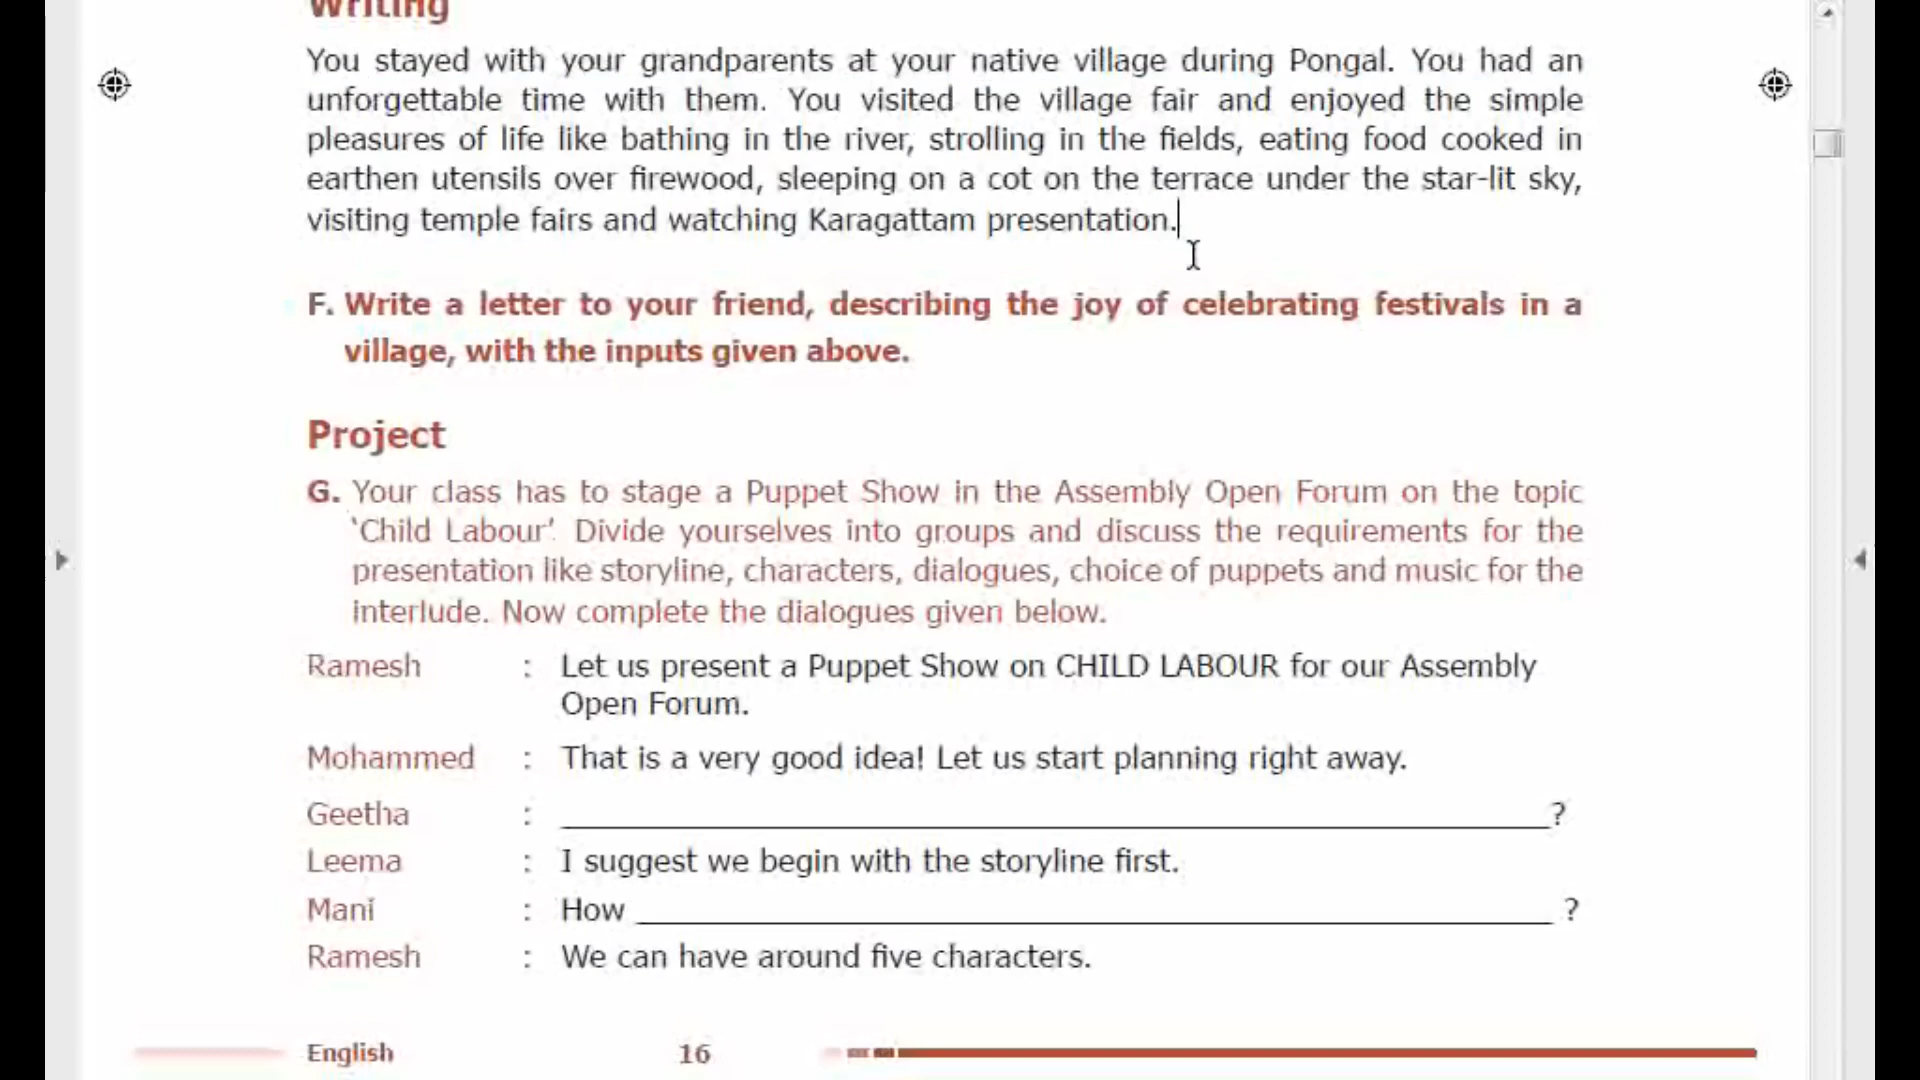 Writing
You stayed with your grandparents at your native village during Pongal. You had an
unforgettable time with them. You visited the village fair and enjoyed the simple
pleasures of life like bathing in the river, strolling in the fields, eating food cooked in
earthen utensils over firewood, sleeping on a cot on the terrace under the star-lit sky,
visiting temple fairs and watching Karagattam presentation.
F. Write a letter to your friend, describing the joy of celebrating festivals in a
village, with the inputs given above.
Project
G. Your class has to stage a Puppet Show in the Assembly Open Forum on the topic
‘Child Labour’. Divide yourselves into groups and discuss the requirements for the
presentation like storyline, characters, dialogues, choice of puppets and music for the
interlude. Now complete the dialogues given below.
Ramesh : Let us present a Puppet Show on CHILD LABOUR for our Assembly
Open Forum.
Mohammed : That is a very good idea! Let us start planning right away.
Geetha : ____________________?
Leema : I suggest we begin with the storyline first.
Mani : How ____________________ ?
Ramesh : We can have around five characters.
English 16